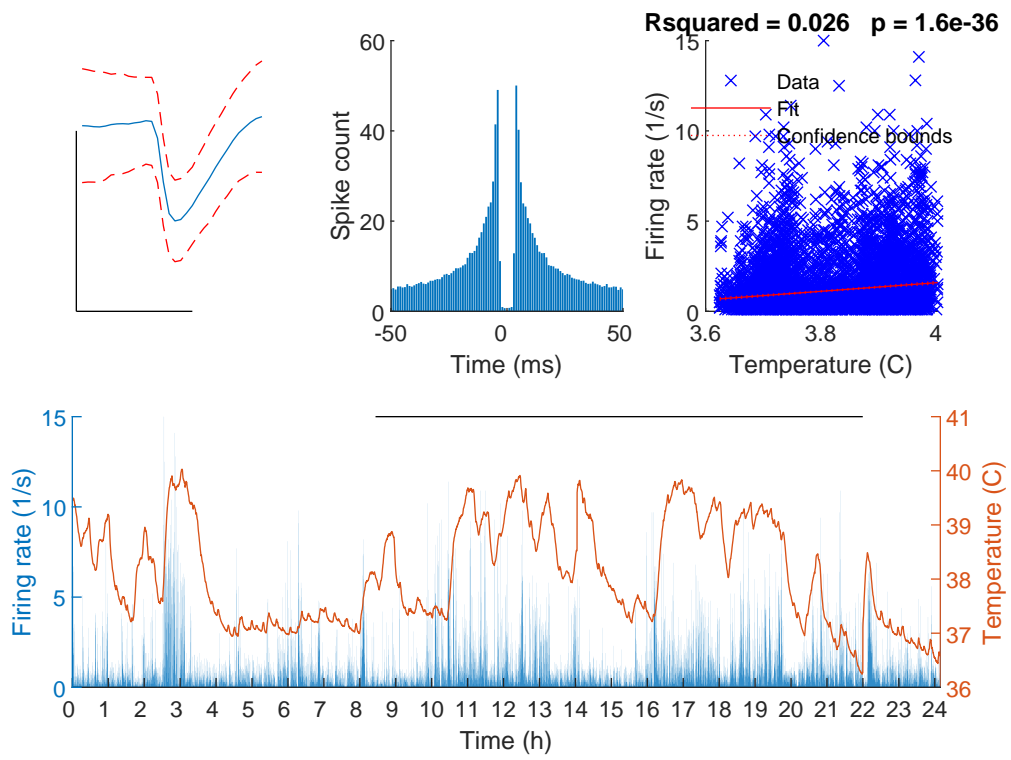 Rsquared = 0.026 p = 1.6e-36
60
40
20
0
Spike count
-50 0 50
Time (ms)
15
10
5
0
Firing rate (1/s)
Data
Fit
Confidence bounds
3.6 3.8 4
Temperature (C)
15
10
5
0
Firing rate (1/s)
41
40
39
38
37
36
Temperature (C)
0 1 2 3 4 5 6 7 8 9 10 11 12 13 14 15 16 17 18 19 20 21 22 23 24
Time (h)